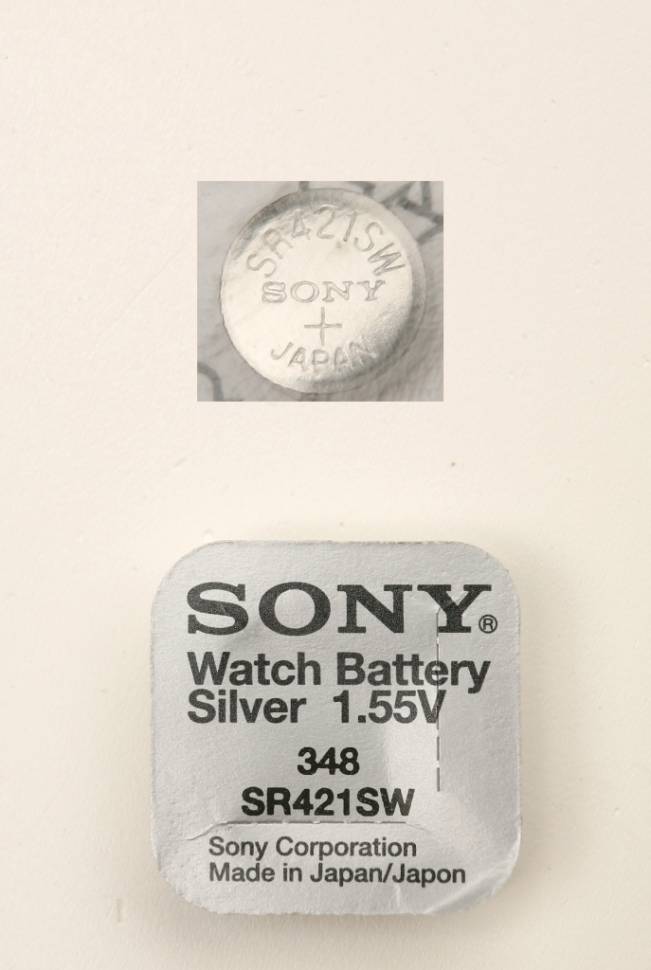 SR421SW
SONY
+
JAPAN
SONY®
Watch Battery
Silver 1.55V
348
SR421SW
Sony Corporation
Made in Japan/Japon